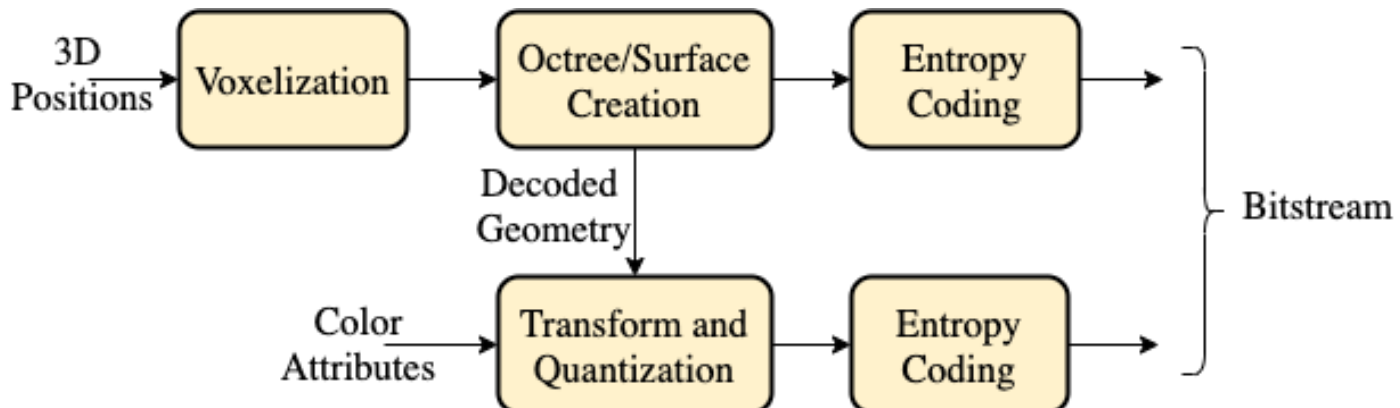 3D
Positions
Voxelization
Octree/Surface
Creation
Entropy
Coding
Decoded
Geometry
Bitstream
Color
Attributes
Transform and
Quantization
Entropy
Coding